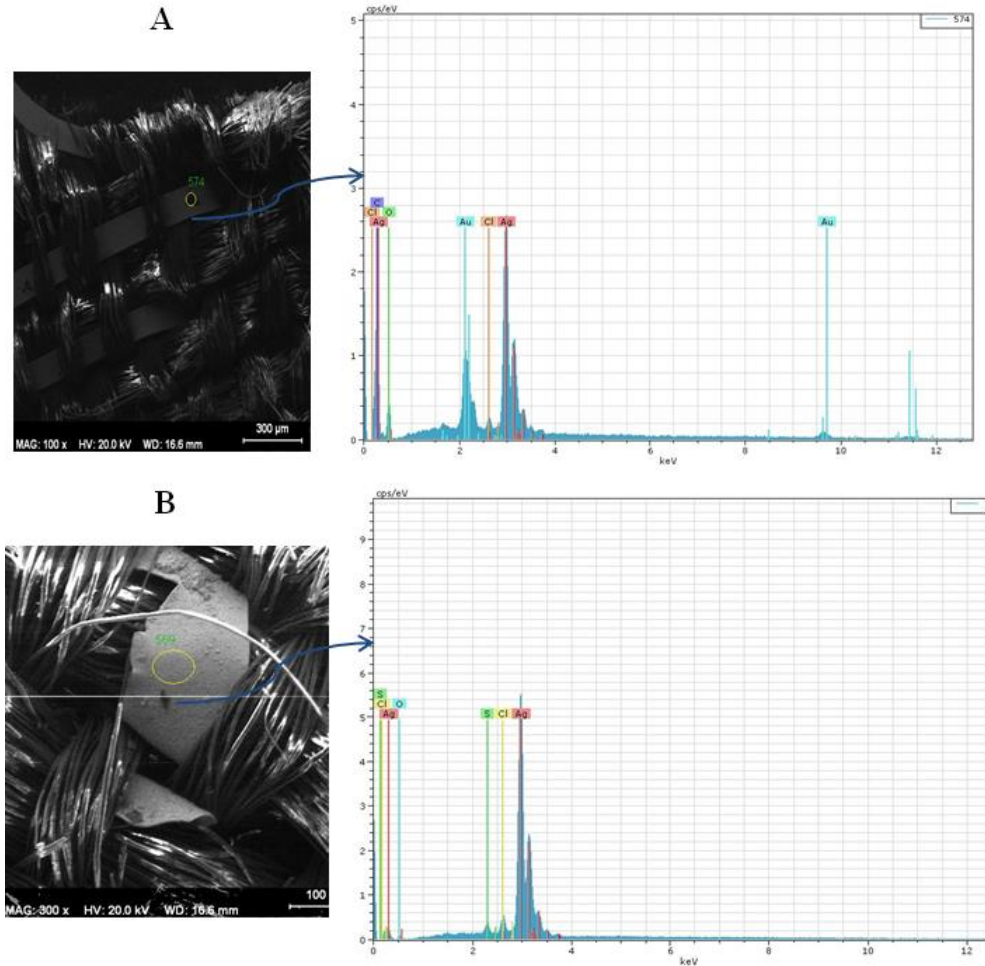 A
574
MAG: 100 x HV: 20.0 kV WD: 16.6 mm
300 µm
cps/eV
574
5
4
3
2
1
0
C
Cl O
Ag
Au
Cl Ag
Au
2 4 6 8 10 12
keV
B
569
MAG: 300 x HV: 20.0 kV WD: 16.6 mm
100
cps/eV
9
8
7
6
5
4
3
2
1
0
S
Cl O
Ag
S Cl Ag
2 4 6 8 10 12
keV